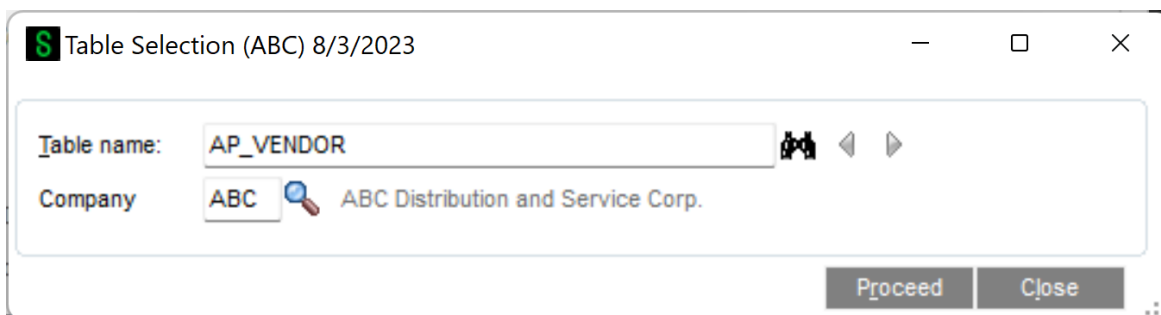 S Table Selection (ABC) 8/3/2023
Table name: AP_VENDOR
Company ABC ABC Distribution and Service Corp.
Proceed Close